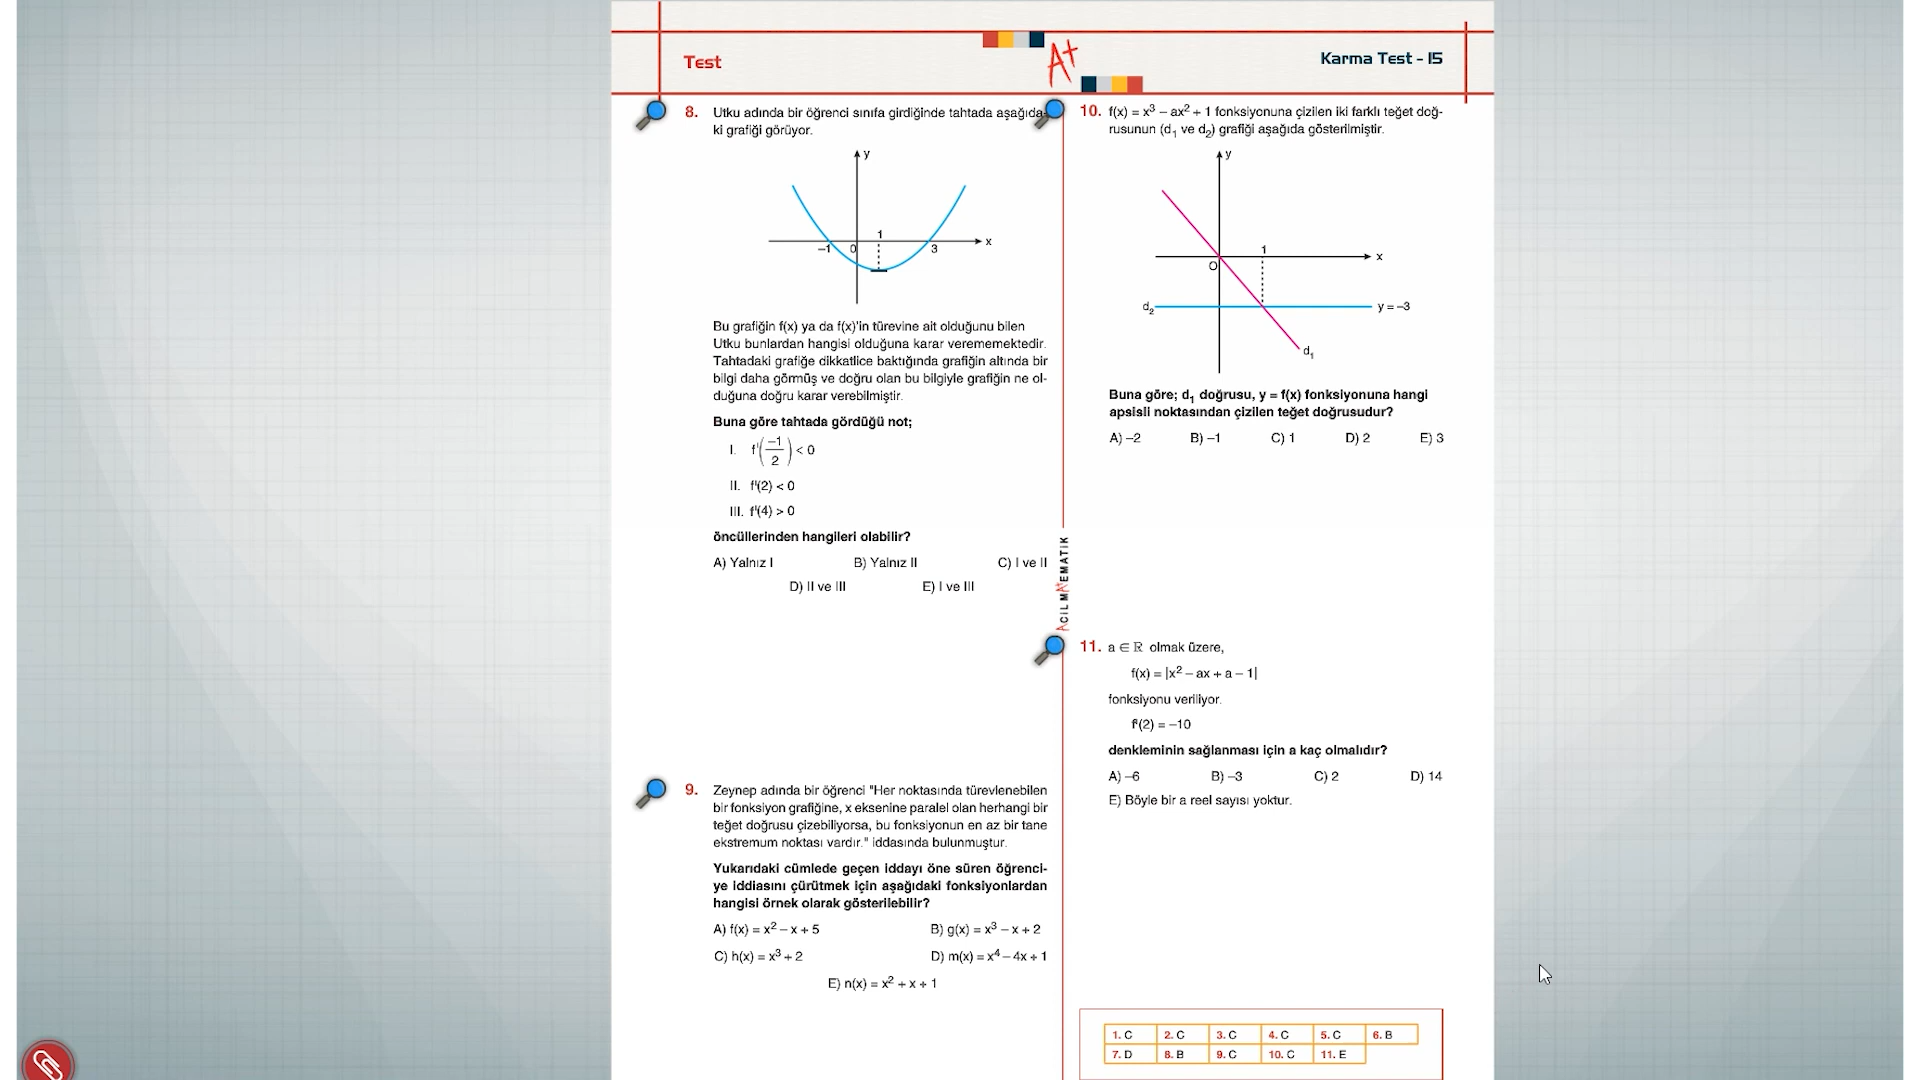 Test
A+
Karma Test - 15
8. Utku adında bir öğrenci sınıfa girdiğinde tahtada aşağıda-
ki grafiği görüyor.
y
1
–1
0
3
x
Bu grafiğin f(x) ya da f(x)'in türevine ait olduğunu bilen
Utku bunlardan hangisi olduğuna karar verememektedir.
Tahtadaki grafiğe dikkatlice baktığında grafiğin altında bir
bilgi daha görmüş ve doğru olan bu bilgiyle grafiğin ne ol-
duğuna doğru karar verebilmiştir.
Buna göre tahtada gördüğü not;
I. f'(–1/2) < 0
II. f'(2) < 0
III. f'(4) > 0
öncüllerinden hangileri olabilir?
A) Yalnız I B) Yalnız II C) I ve II
D) II ve III E) I ve III
9. Zeynep adında bir öğrenci "Her noktasında türevlenebilen
bir fonksiyon grafiğine, x eksenine paralel olan herhangi bir
teğet doğrusu çizebiliyorsa, bu fonksiyonun en az bir tane
ekstremum noktası vardır." iddasında bulunmuştur.
Yukarıdaki cümlede geçen iddayı öne süren öğrenci-
ye iddiasını çürütmek için aşağıdaki fonksiyonlardan
hangisi örnek olarak gösterilebilir?
A) f(x) = x² – x + 5 B) g(x) = x³ – x + 2
C) h(x) = x³ + 2 D) m(x) = x⁴ – 4x + 1
E) n(x) = x² + x + 1
ACİL MATEMATİK
10. f(x) = x³ – ax² + 1 fonksiyonuna çizilen iki farklı teğet doğ-
rusunun (d₁ ve d₂) grafiği aşağıda gösterilmiştir.
y
1
x
O
d₂
y = –3
d₁
Buna göre; d₁ doğrusu, y = f(x) fonksiyonuna hangi
apsisli noktasından çizilen teğet doğrusudur?
A) –2 B) –1 C) 1 D) 2 E) 3
11. a ∈ ℝ olmak üzere,
f(x) = |x² – ax + a – 1|
fonksiyonu veriliyor.
f'(2) = –10
denkleminin sağlanması için a kaç olmalıdır?
A) –6 B) –3 C) 2 D) 14
E) Böyle bir a reel sayısı yoktur.
1. C 2. C 3. C 4. C 5. C 6. B
7. D 8. B 9. C 10. C 11. E